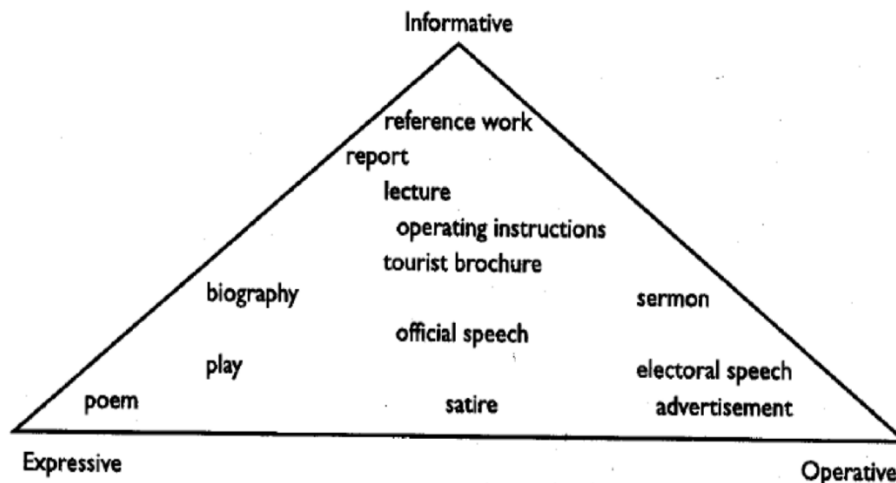 Informative
reference work
report
lecture
operating instructions
tourist brochure
biography
sermon
official speech
play
electoral speech
poem
satire
advertisement
Expressive
Operative